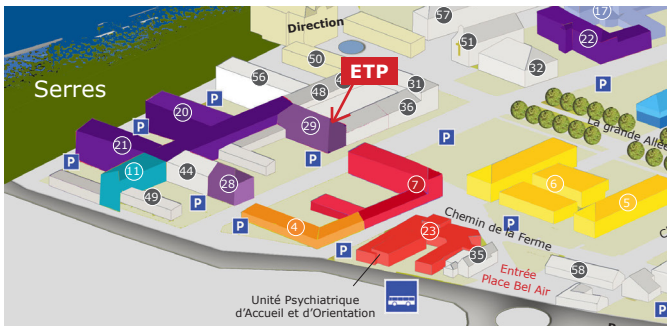 Direction
57
17
51
22
50
32
ETP
56
48
31
36
Serres
20
29
21
La grande Allée
11
44
28
49
7
6
5
4
Chemin de la Ferme
23
35
58
Entrée
Place Bel Air
Unité Psychiatrique
d'Accueil et d'Orientation
P
P
P
P
P
P
P
P
P
P
P